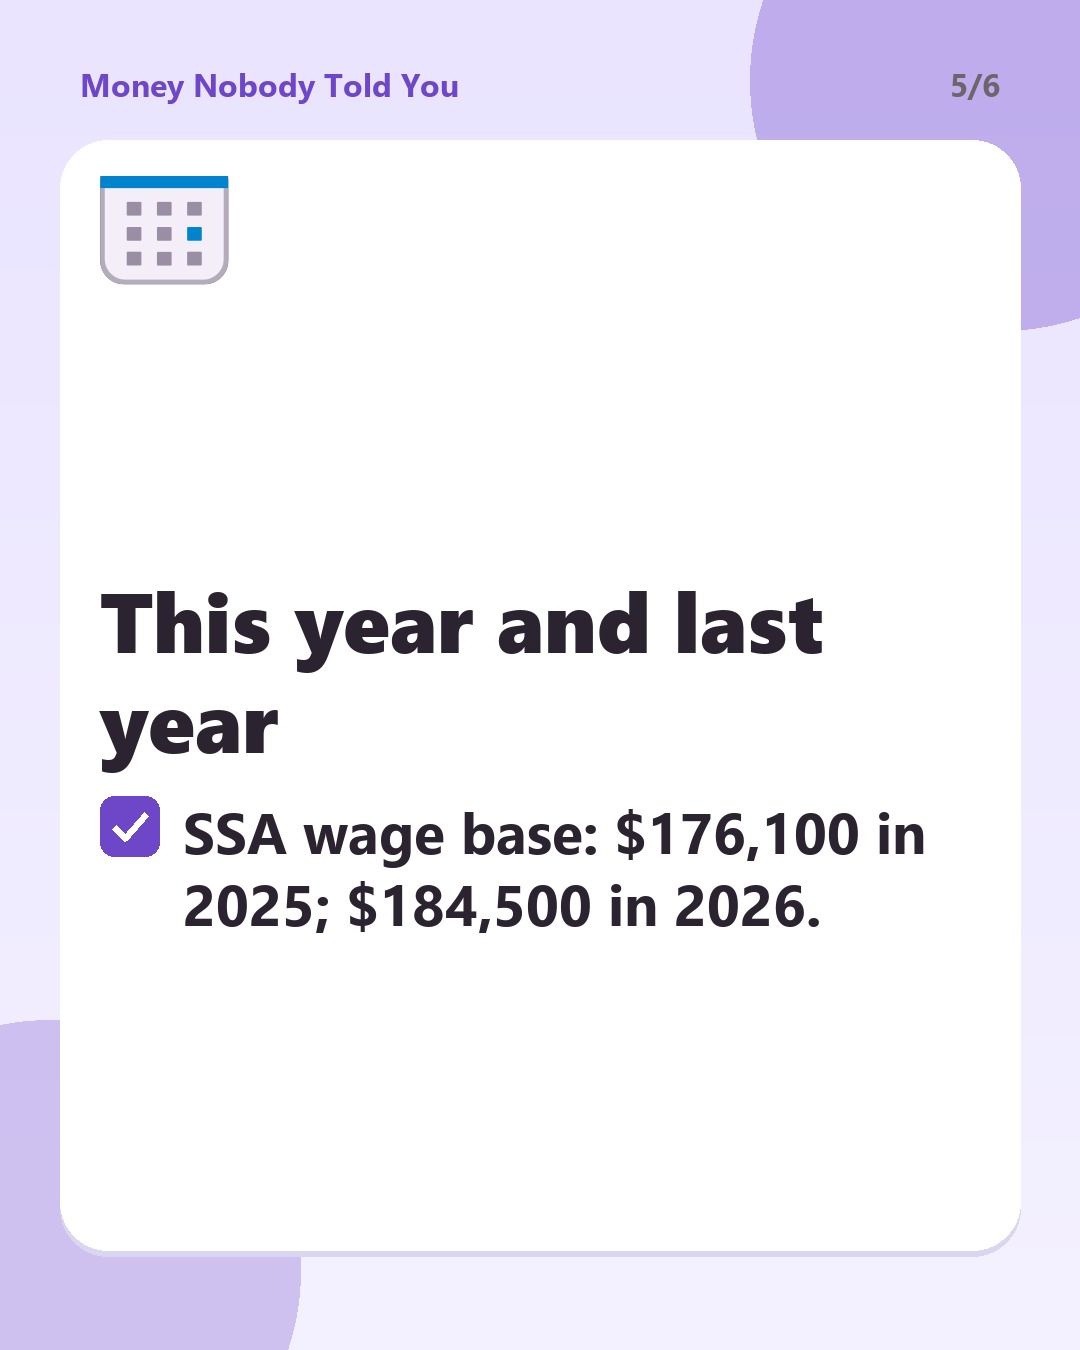 Money Nobody Told You
5/6
This year and last
year
SSA wage base: $176,100 in
2025; $184,500 in 2026.